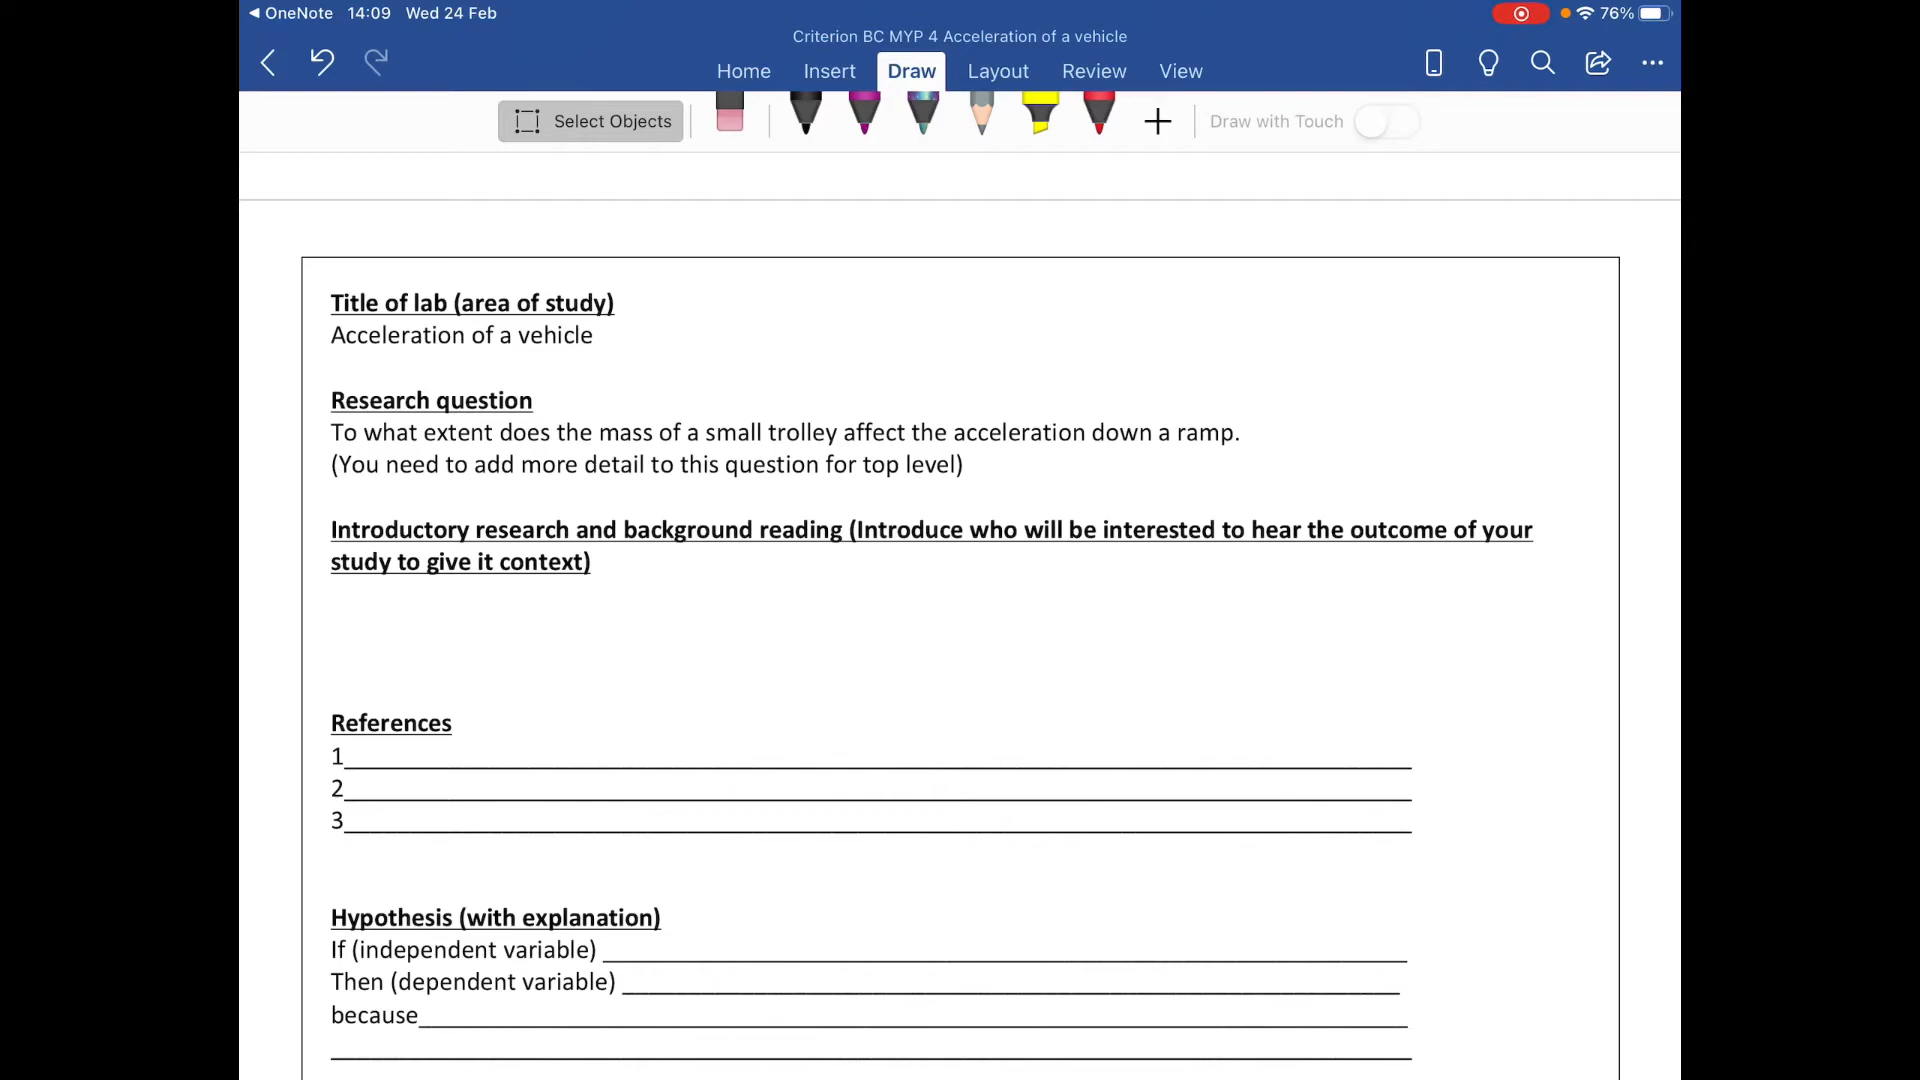 OneNote 14:09 Wed 24 Feb
76%
Criterion BC MYP 4 Acceleration of a vehicle
Home Insert Draw Layout Review View
Select Objects
Draw with Touch
Title of lab (area of study)
Acceleration of a vehicle
Research question
To what extent does the mass of a small trolley affect the acceleration down a ramp.
(You need to add more detail to this question for top level)
Introductory research and background reading (Introduce who will be interested to hear the outcome of your
study to give it context)
References
1
2
3
Hypothesis (with explanation)
If (independent variable)
Then (dependent variable)
because